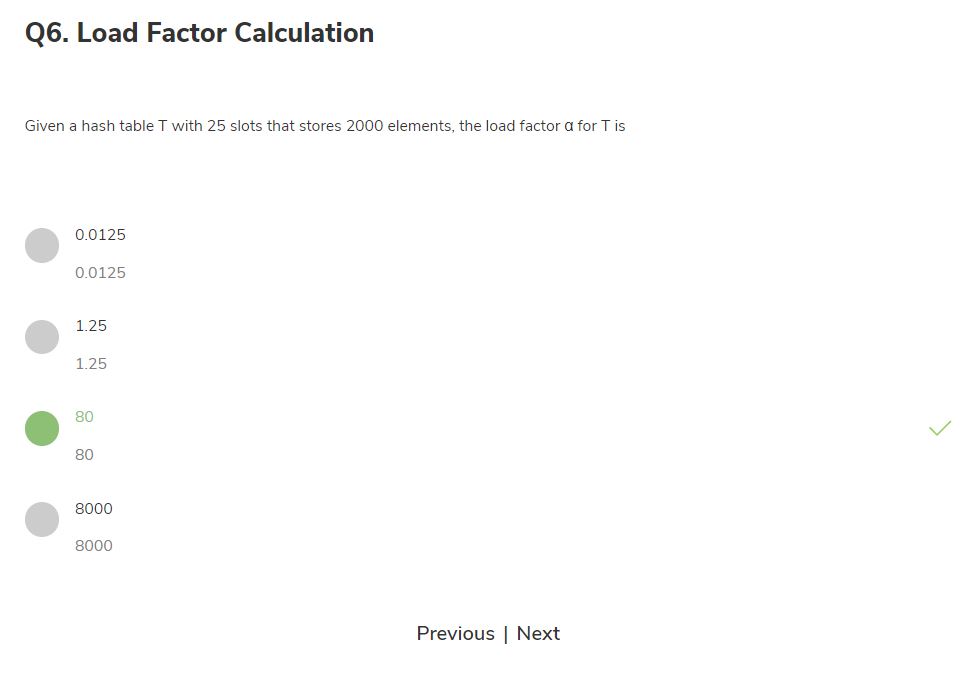 Q6. Load Factor Calculation
Given a hash table T with 25 slots that stores 2000 elements, the load factor α for T is
0.0125
0.0125
1.25
1.25
80
80
8000
8000
Previous | Next